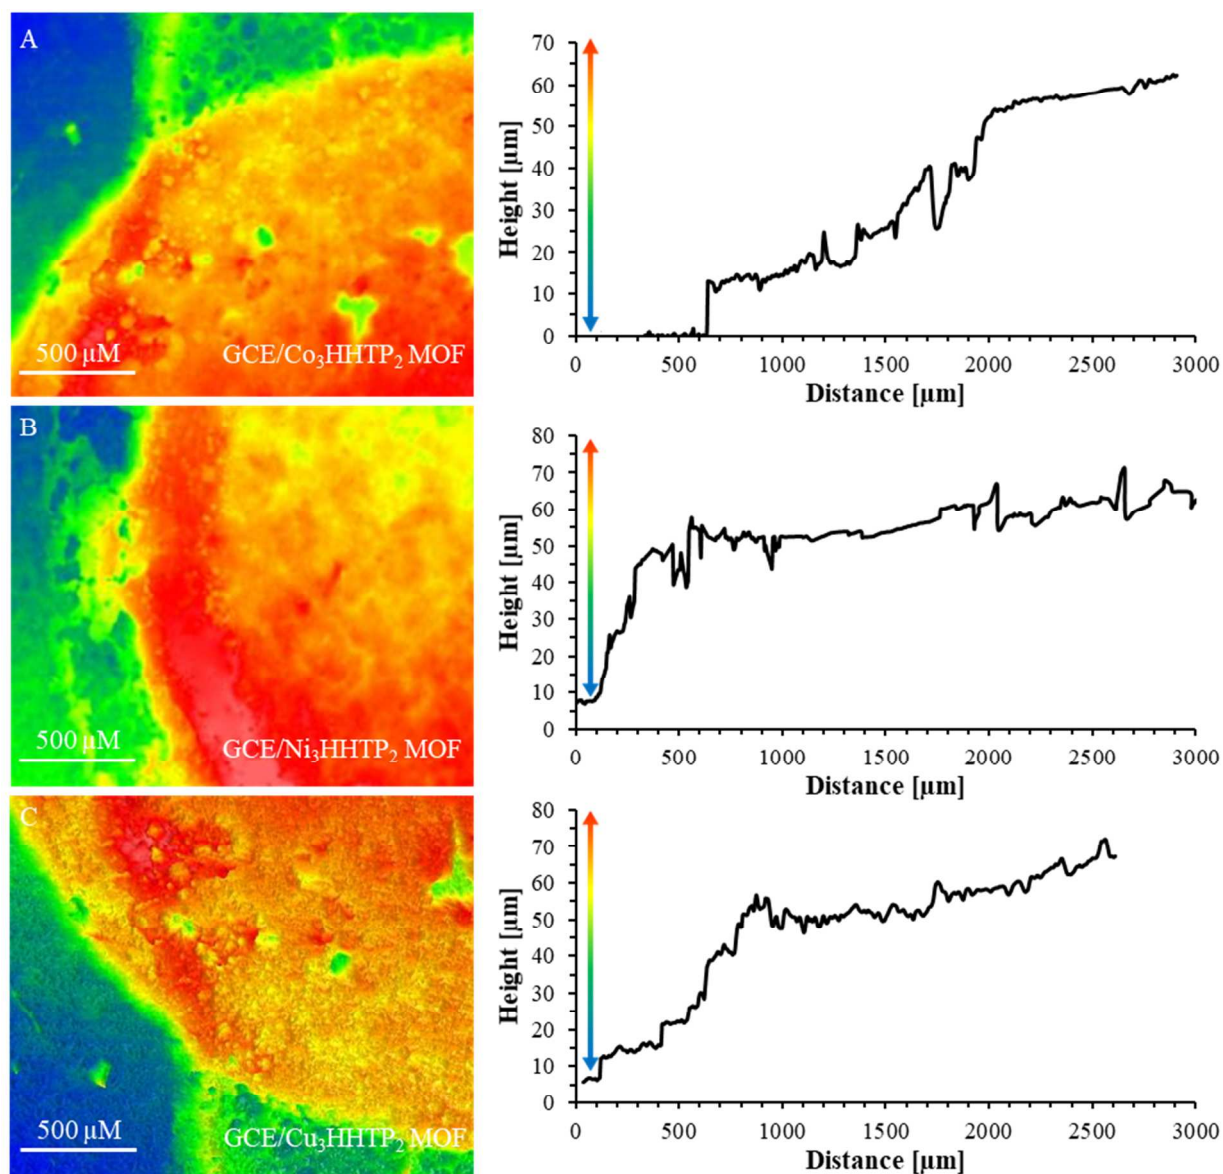 A
500 μM
GCE/Co₃HHTP₂ MOF
Height [μm]
70
60
50
40
30
20
10
0
0 500 1000 1500 2000 2500 3000
Distance [μm]
B
500 μM
GCE/Ni₃HHTP₂ MOF
Height [μm]
80
70
60
50
40
30
20
10
0
0 500 1000 1500 2000 2500 3000
Distance [μm]
C
500 μM
GCE/Cu₃HHTP₂ MOF
Height [μm]
80
70
60
50
40
30
20
10
0
0 500 1000 1500 2000 2500 3000
Distance [μm]